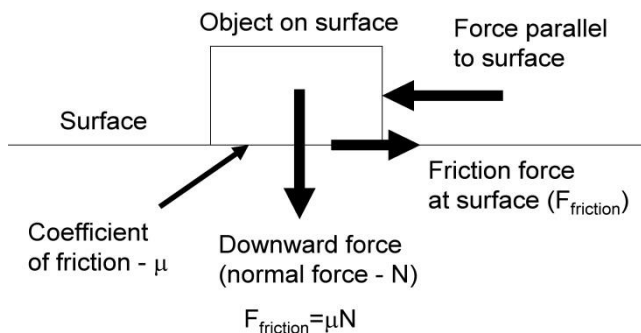 Object on surface
Force parallel
to surface
Surface
Friction force
at surface (Ffriction)
Coefficient
of friction - μ
Downward force
(normal force - N)
Ffriction=μN